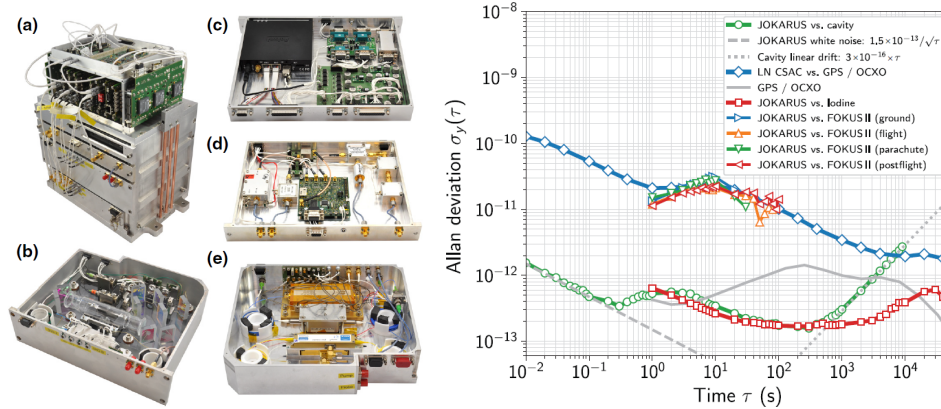 (a)
(b)
(c)
(d)
(e)
Allan deviation σ_y(τ)
10⁻⁸
10⁻⁹
10⁻¹⁰
10⁻¹¹
10⁻¹²
10⁻¹³
JOKARUS vs. cavity
JOKARUS white noise: 1,5×10⁻¹³/√τ
Cavity linear drift: 3×10⁻¹⁶×τ
LN CSAC vs. GPS / OCXO
GPS / OCXO
JOKARUS vs. Iodine
JOKARUS vs. FOKUS II (ground)
JOKARUS vs. FOKUS II (flight)
JOKARUS vs. FOKUS II (parachute)
JOKARUS vs. FOKUS II (postflight)
10⁻² 10⁻¹ 10⁰ 10¹ 10² 10³ 10⁴
Time τ (s)